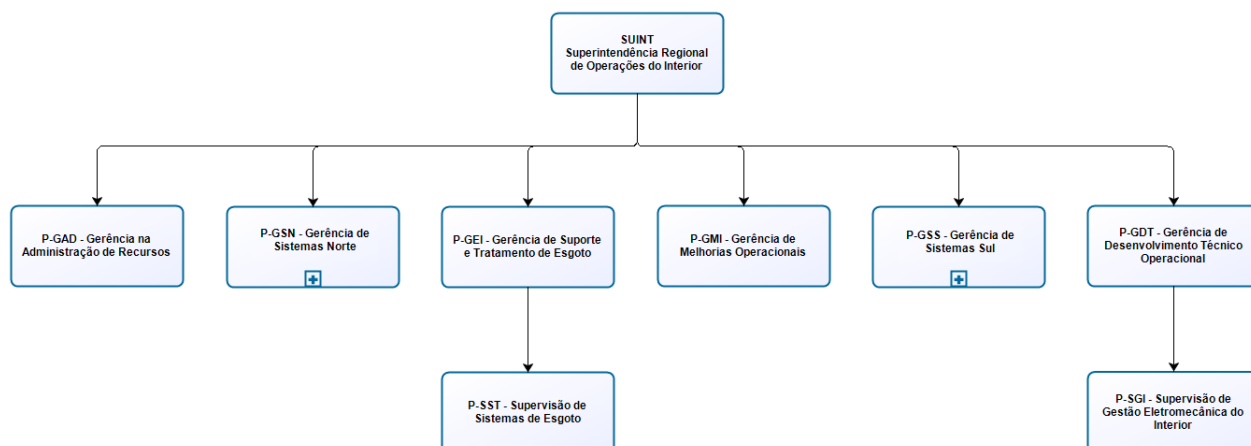 SUINT
Superintendência Regional
de Operações do Interior
P-GAD - Gerência na
Administração de Recursos
P-GSN - Gerência de
Sistemas Norte
P-GEI - Gerência de Suporte
e Tratamento de Esgoto
P-GMI - Gerência de
Melhorias Operacionais
P-GSS - Gerência de
Sistemas Sul
P-GDT - Gerência de
Desenvolvimento Técnico
Operacional
P-SST - Supervisão de
Sistemas de Esgoto
P-SGI - Supervisão de
Gestão Eletromecânica do
Interior